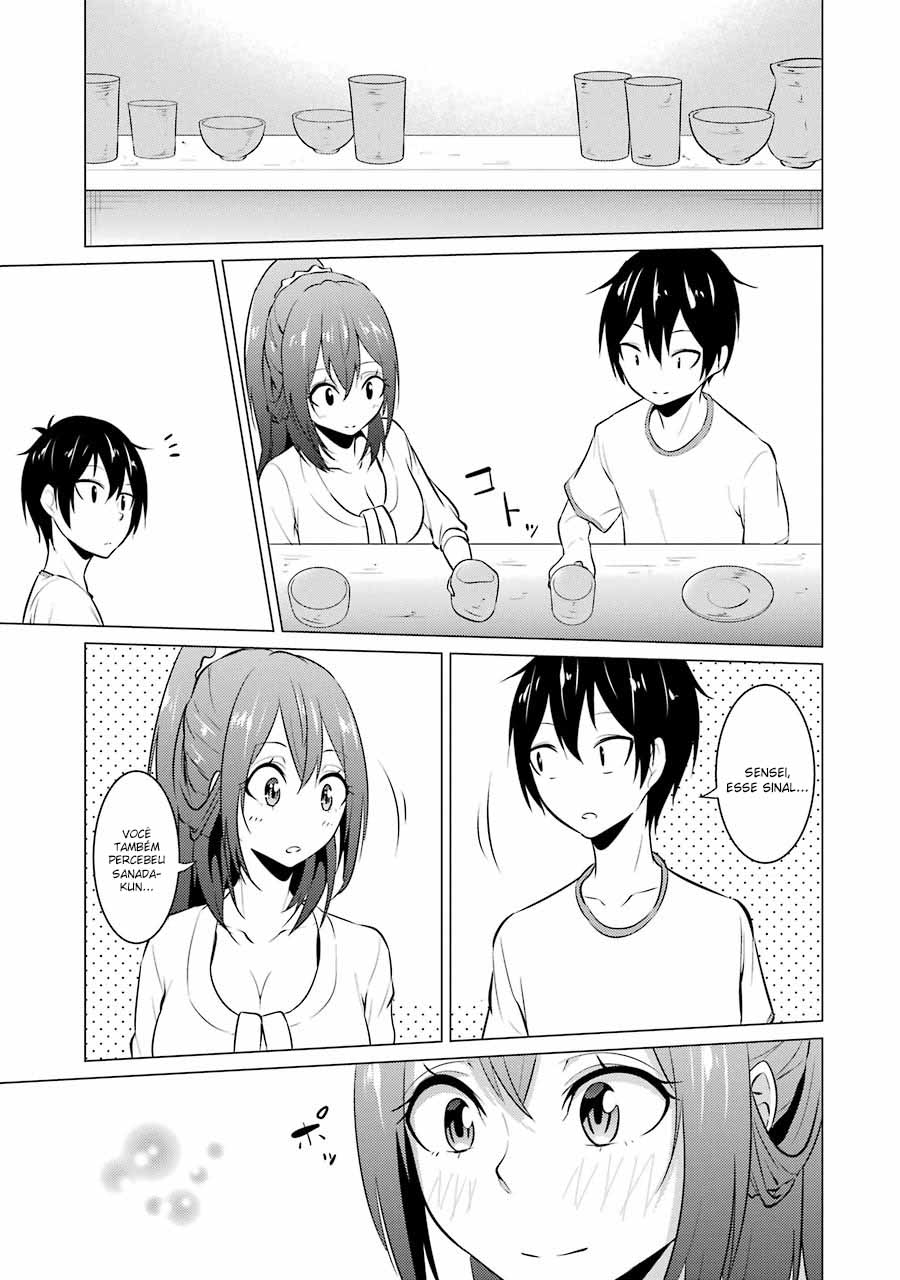 コトッ
SENSEI,
ESSE SINAL...
VOCÊ
TAMBÉM
PERCEBEU
SANADA-
KUN...
ポッ